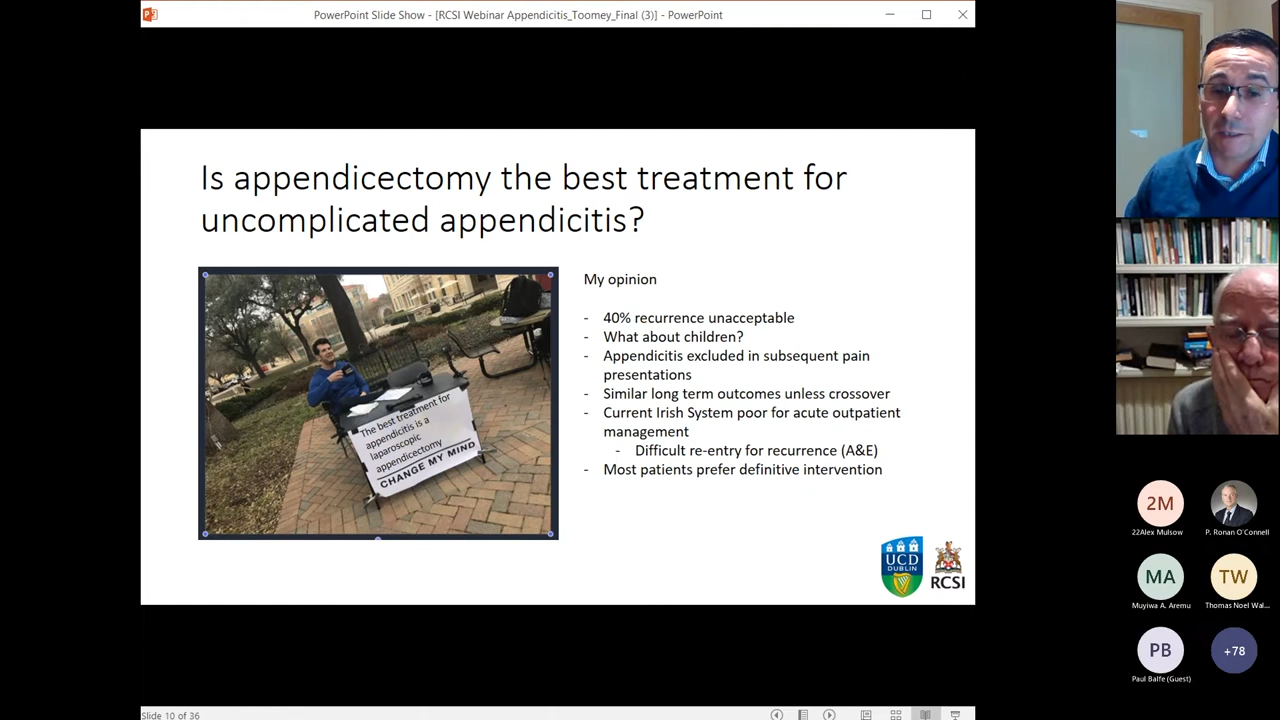 PowerPoint Slide Show - [RCSI Webinar Appendicitis_Toomey_Final (3)] - PowerPoint
Is appendicectomy the best treatment for
uncomplicated appendicitis?
The best treatment for
appendicitis is a
laparoscopic
appendicectomy
CHANGE MY MIND
My opinion
- 40% recurrence unacceptable
- What about children?
- Appendicitis excluded in subsequent pain
presentations
- Similar long term outcomes unless crossover
- Current Irish System poor for acute outpatient
management
- Difficult re-entry for recurrence (A&E)
- Most patients prefer definitive intervention
UCD
DUBLIN
RCSI
2M
22Alex Mulsow
P. Ronan O'Connell
MA
TW
Muyiwa A. Aremu
Thomas Noel Wal...
PB
+78
Paul Balfe (Guest)
Slide 10 of 36